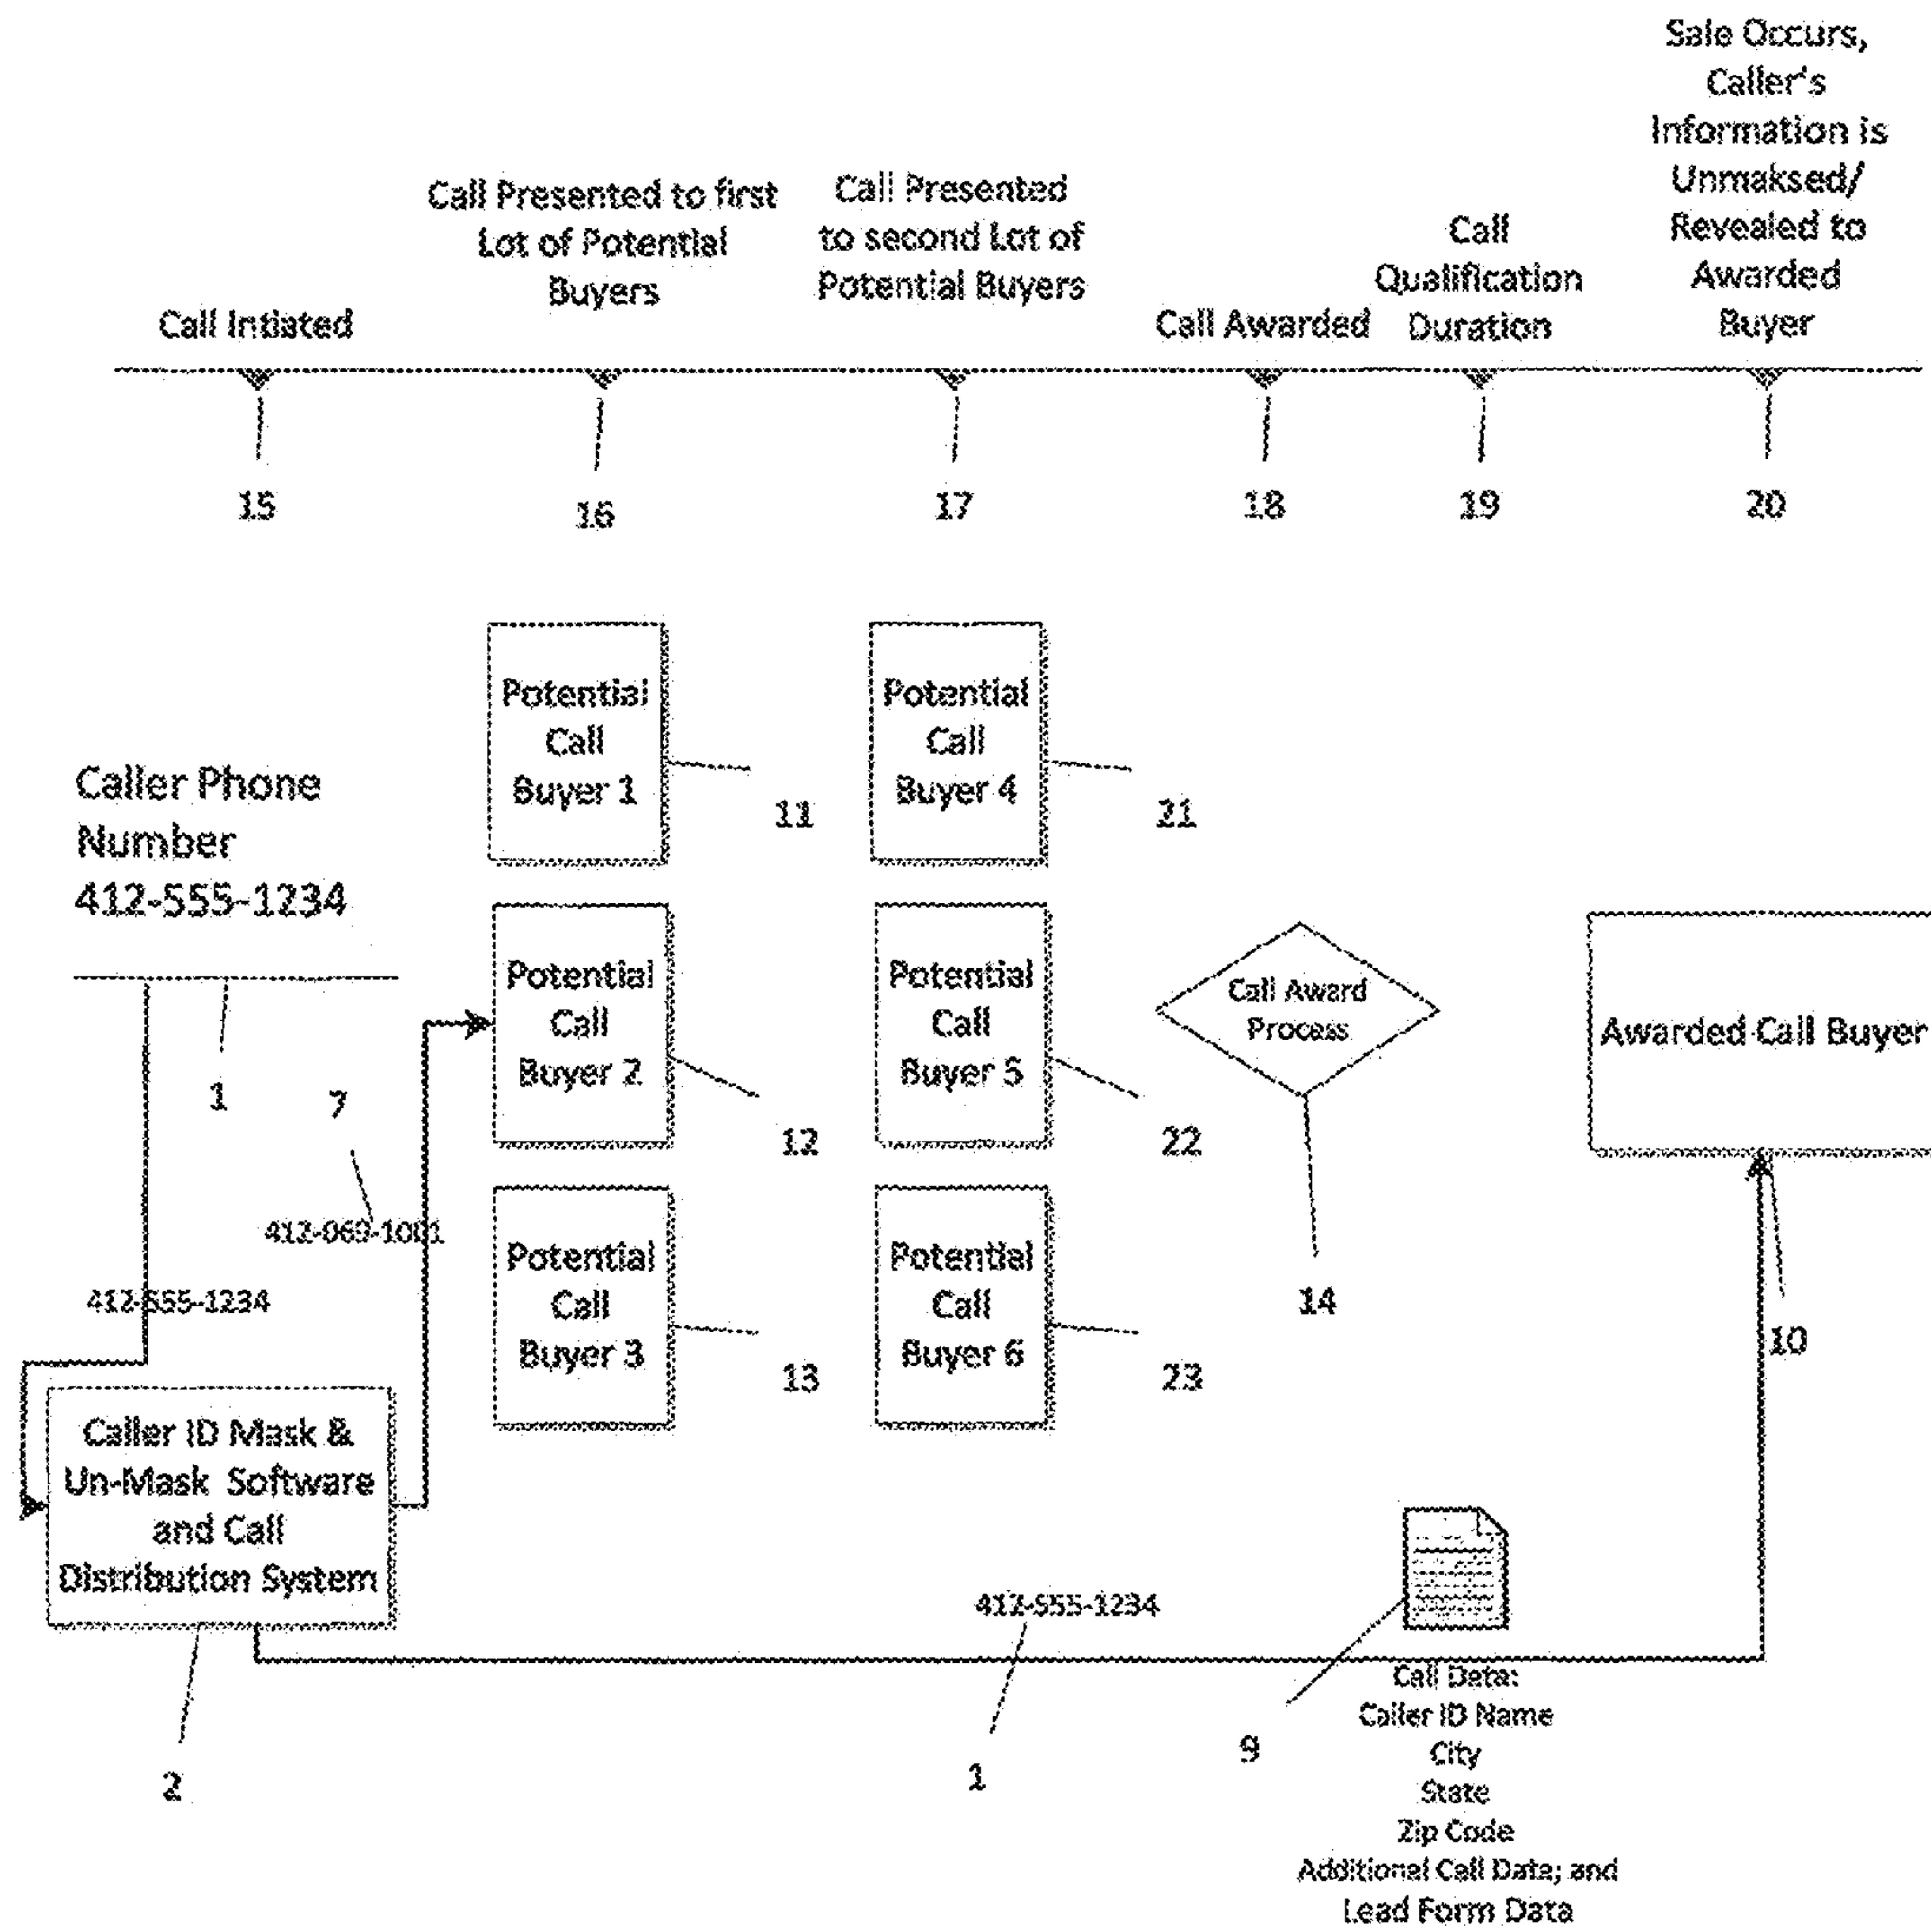 Sale Occurs,
Caller's
Information is
Unmaksed/
Revealed to
Awarded
Buyer
Call Presented to first
Lot of Potential
Buyers
Call Presented
to second Lot of
Potential Buyers
Call
Qualification
Duration
Call Intiated
Call Awarded
15
16
17
18
19
20
Potential
Call
Buyer 1
11
Potential
Call
Buyer 4
21
Caller Phone
Number
412-555-1234
1
7
412-069-1001
412-555-1234
Potential
Call
Buyer 2
12
Potential
Call
Buyer 5
22
Call Award
Process
14
Awarded Call Buyer
10
Potential
Call
Buyer 3
13
Potential
Call
Buyer 6
23
Caller ID Mask &
Un-Mask Software
and Call
Distribution System
2
412-555-1234
1
9
Call Data:
Caller ID Name
City
State
Zip Code
Additional Call Data; and
Lead Form Data